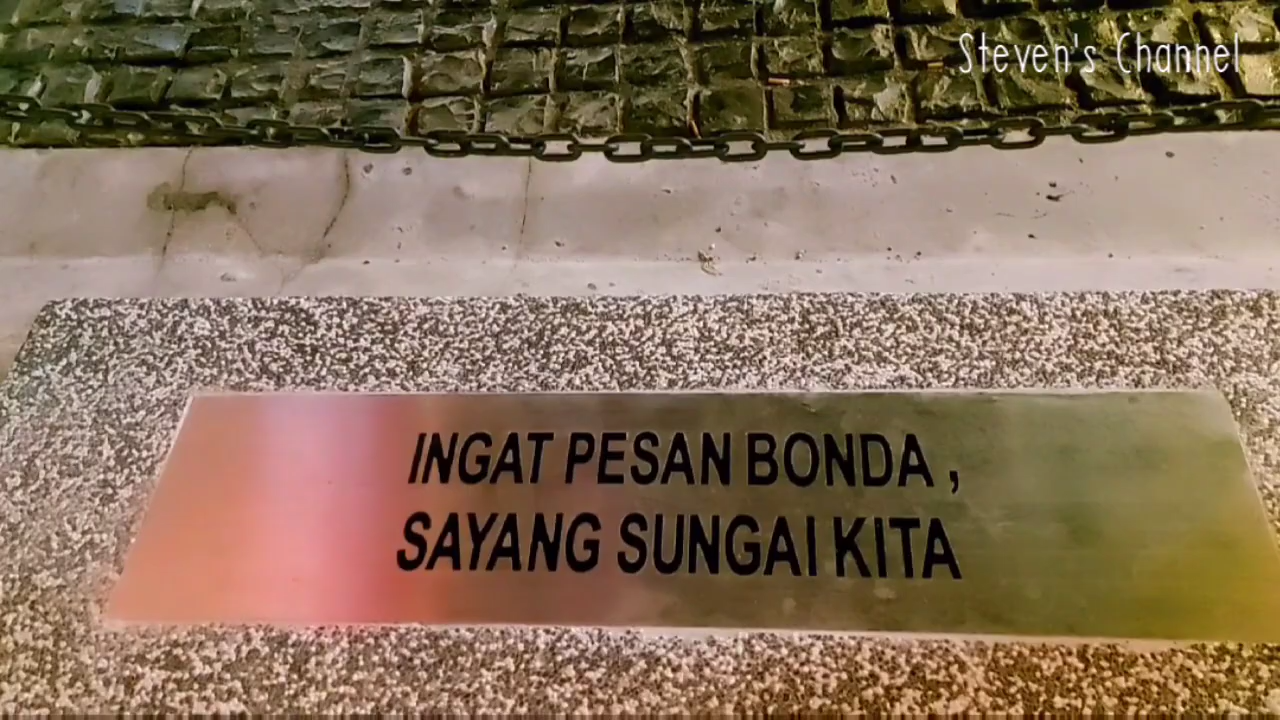 Steven's Channel
INGAT PESAN BONDA ,
SAYANG SUNGAI KITA